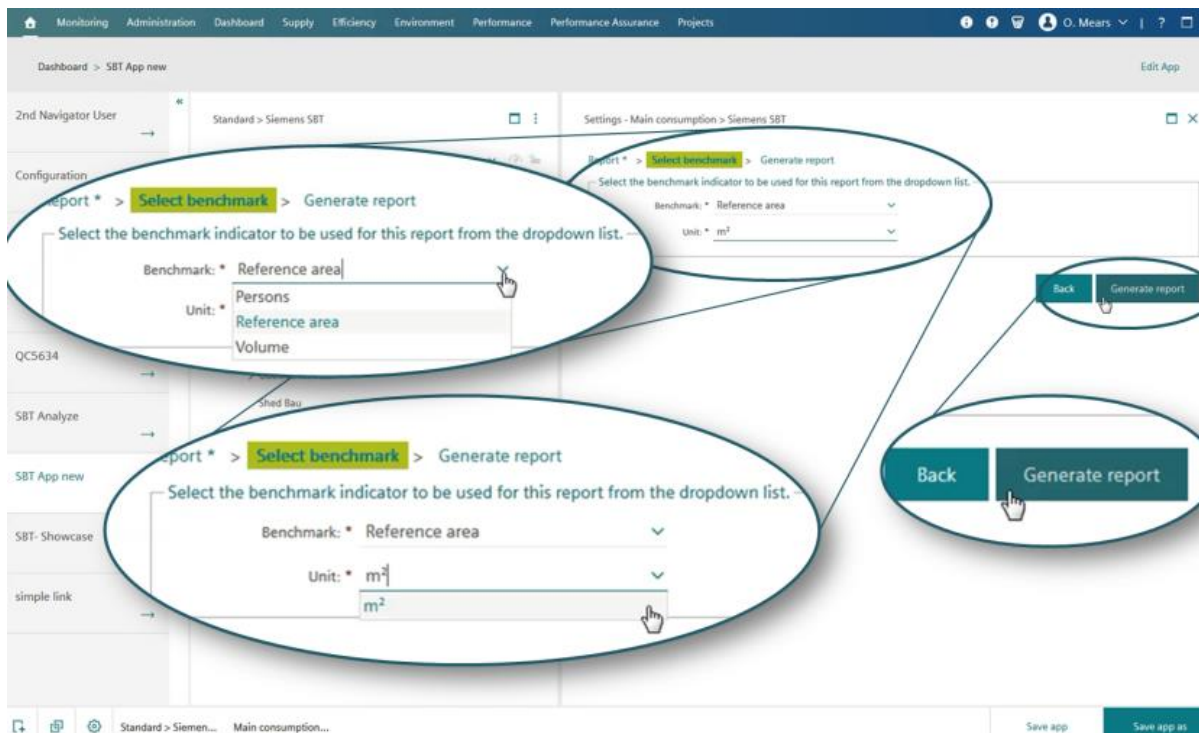 Monitoring Administration Dashboard Supply Efficiency Environment Performance Performance Assurance Projects O. Mears | ?
Dashboard > SBT App new Edit App
2nd Navigator User
Configuration
QC5634
SBT Analyze
SBT App new
SBT- Showcase
simple link
Standard > Siemens SBT
Settings - Main consumption > Siemens SBT
Report * > Select benchmark > Generate report
Select the benchmark indicator to be used for this report from the dropdown list.
Benchmark: * Reference area
Unit: * m²
Back Generate report
port * > Select benchmark > Generate report
Select the benchmark indicator to be used for this report from the dropdown list.
Benchmark: * Reference area
Unit: *
Persons
Reference area
Volume
Shed Bau
port * > Select benchmark > Generate report
Select the benchmark indicator to be used for this report from the dropdown list.
Benchmark: * Reference area
Unit: * m²
m²
Back Generate report
Standard > Siemen... Main consumption... Save app Save app as